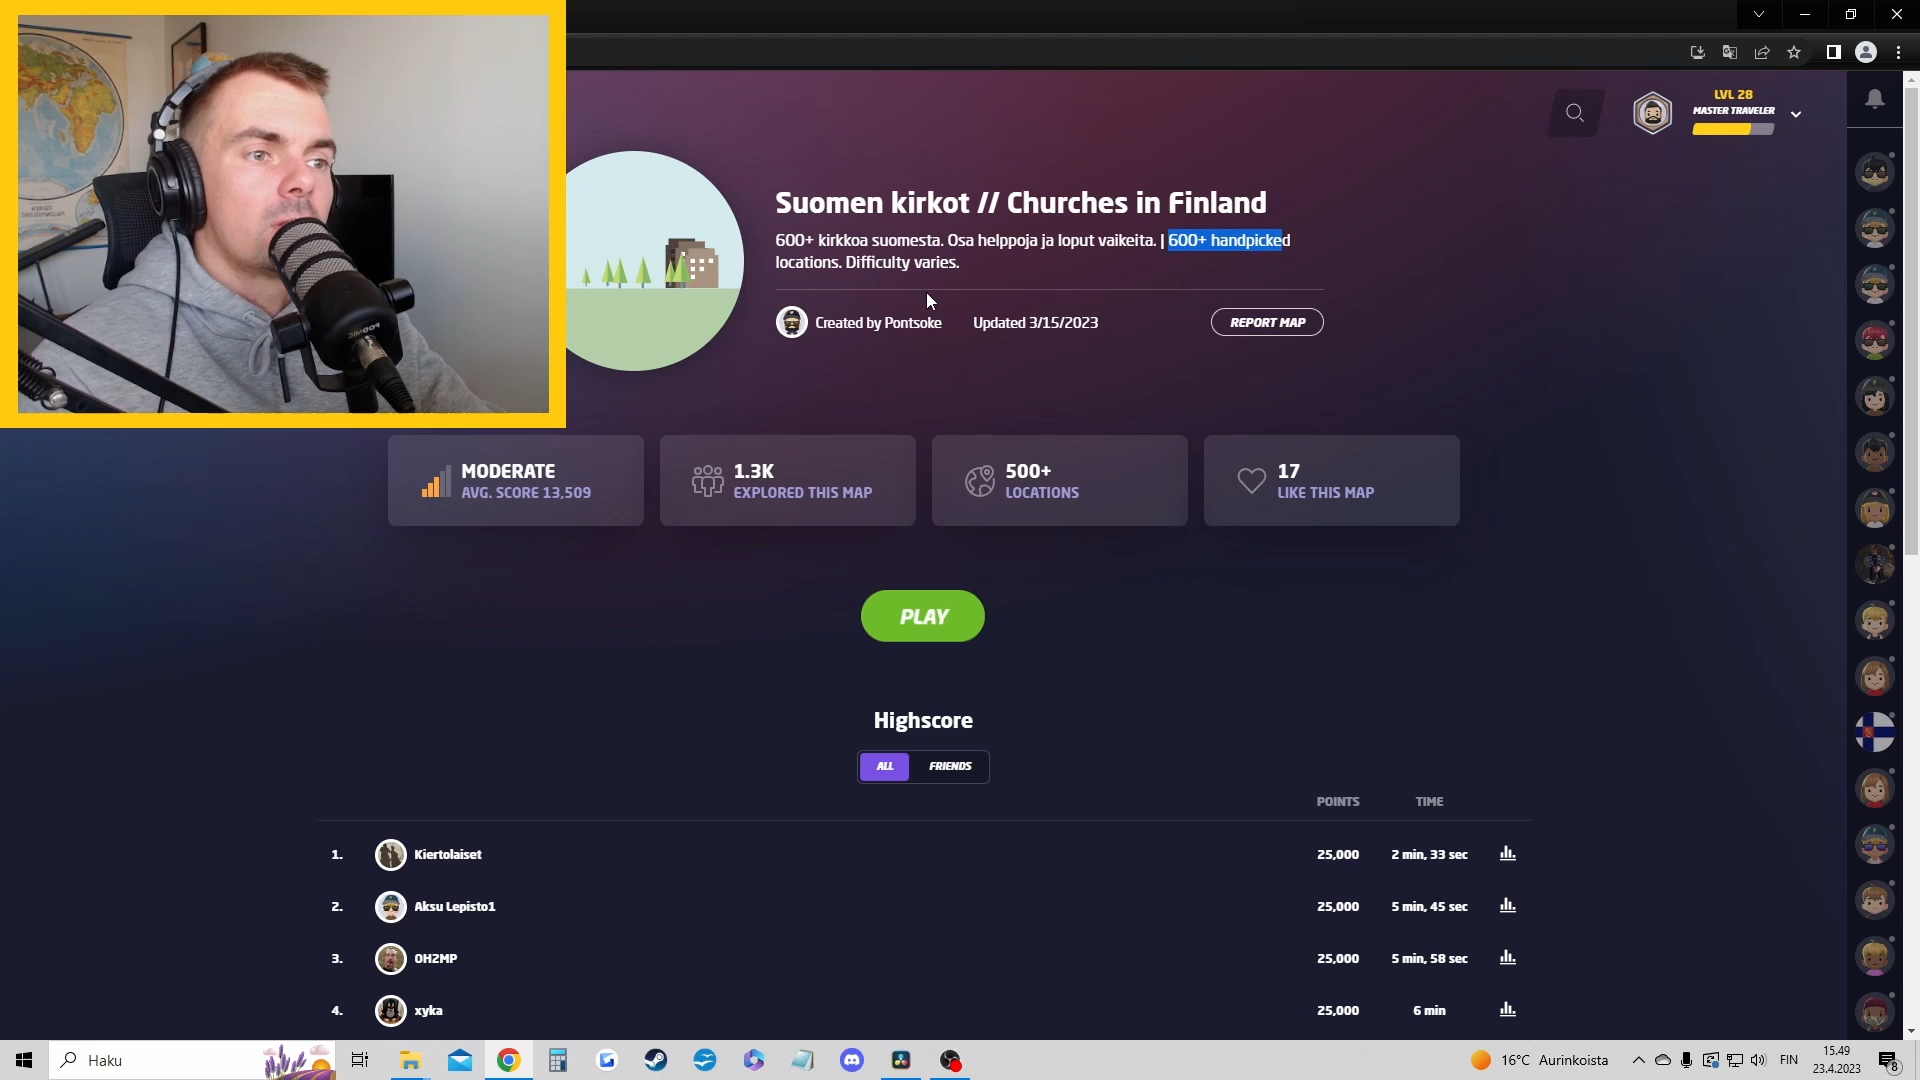 LVL 28
MASTER TRAVELER
Suomen kirkot // Churches in Finland
600+ kirkkoa suomesta. Osa helppoja ja loput vaikeita. | 600+ handpicked
locations. Difficulty varies.
Created by Pontsoke Updated 3/15/2023 REPORT MAP
MODERATE
AVG. SCORE 13,509
1.3K
EXPLORED THIS MAP
500+
LOCATIONS
17
LIKE THIS MAP
PLAY
Highscore
ALL FRIENDS
POINTS TIME
1. Kiertolaiset 25,000 2 min, 33 sec
2. Aksu Lepisto1 25,000 5 min, 45 sec
3. OH2MP 25,000 5 min, 58 sec
4. xyka 25,000 6 min
Haku
16°C Aurinkoista
FIN
15.49
23.4.2023
8